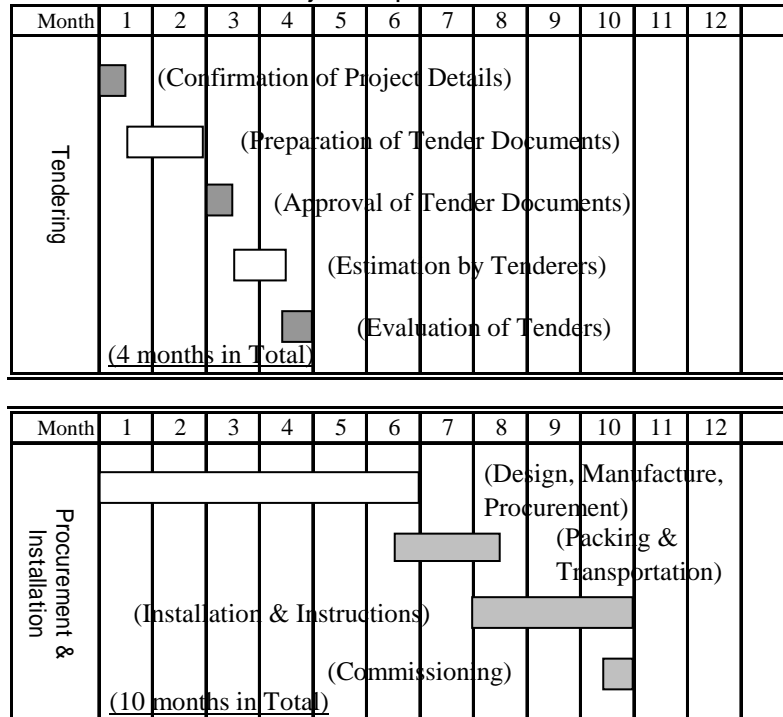 Month 1 2 3 4 5 6 7 8 9 10 11 12
Tendering
(Confirmation of Project Details)
(Preparation of Tender Documents)
(Approval of Tender Documents)
(Estimation by Tenderers)
(Evaluation of Tenders)
(4 months in Total)
Month 1 2 3 4 5 6 7 8 9 10 11 12
Procurement &
Installation
(Design, Manufacture,
Procurement)
(Packing &
Transportation)
(Installation & Instructions)
(Commissioning)
(10 months in Total)